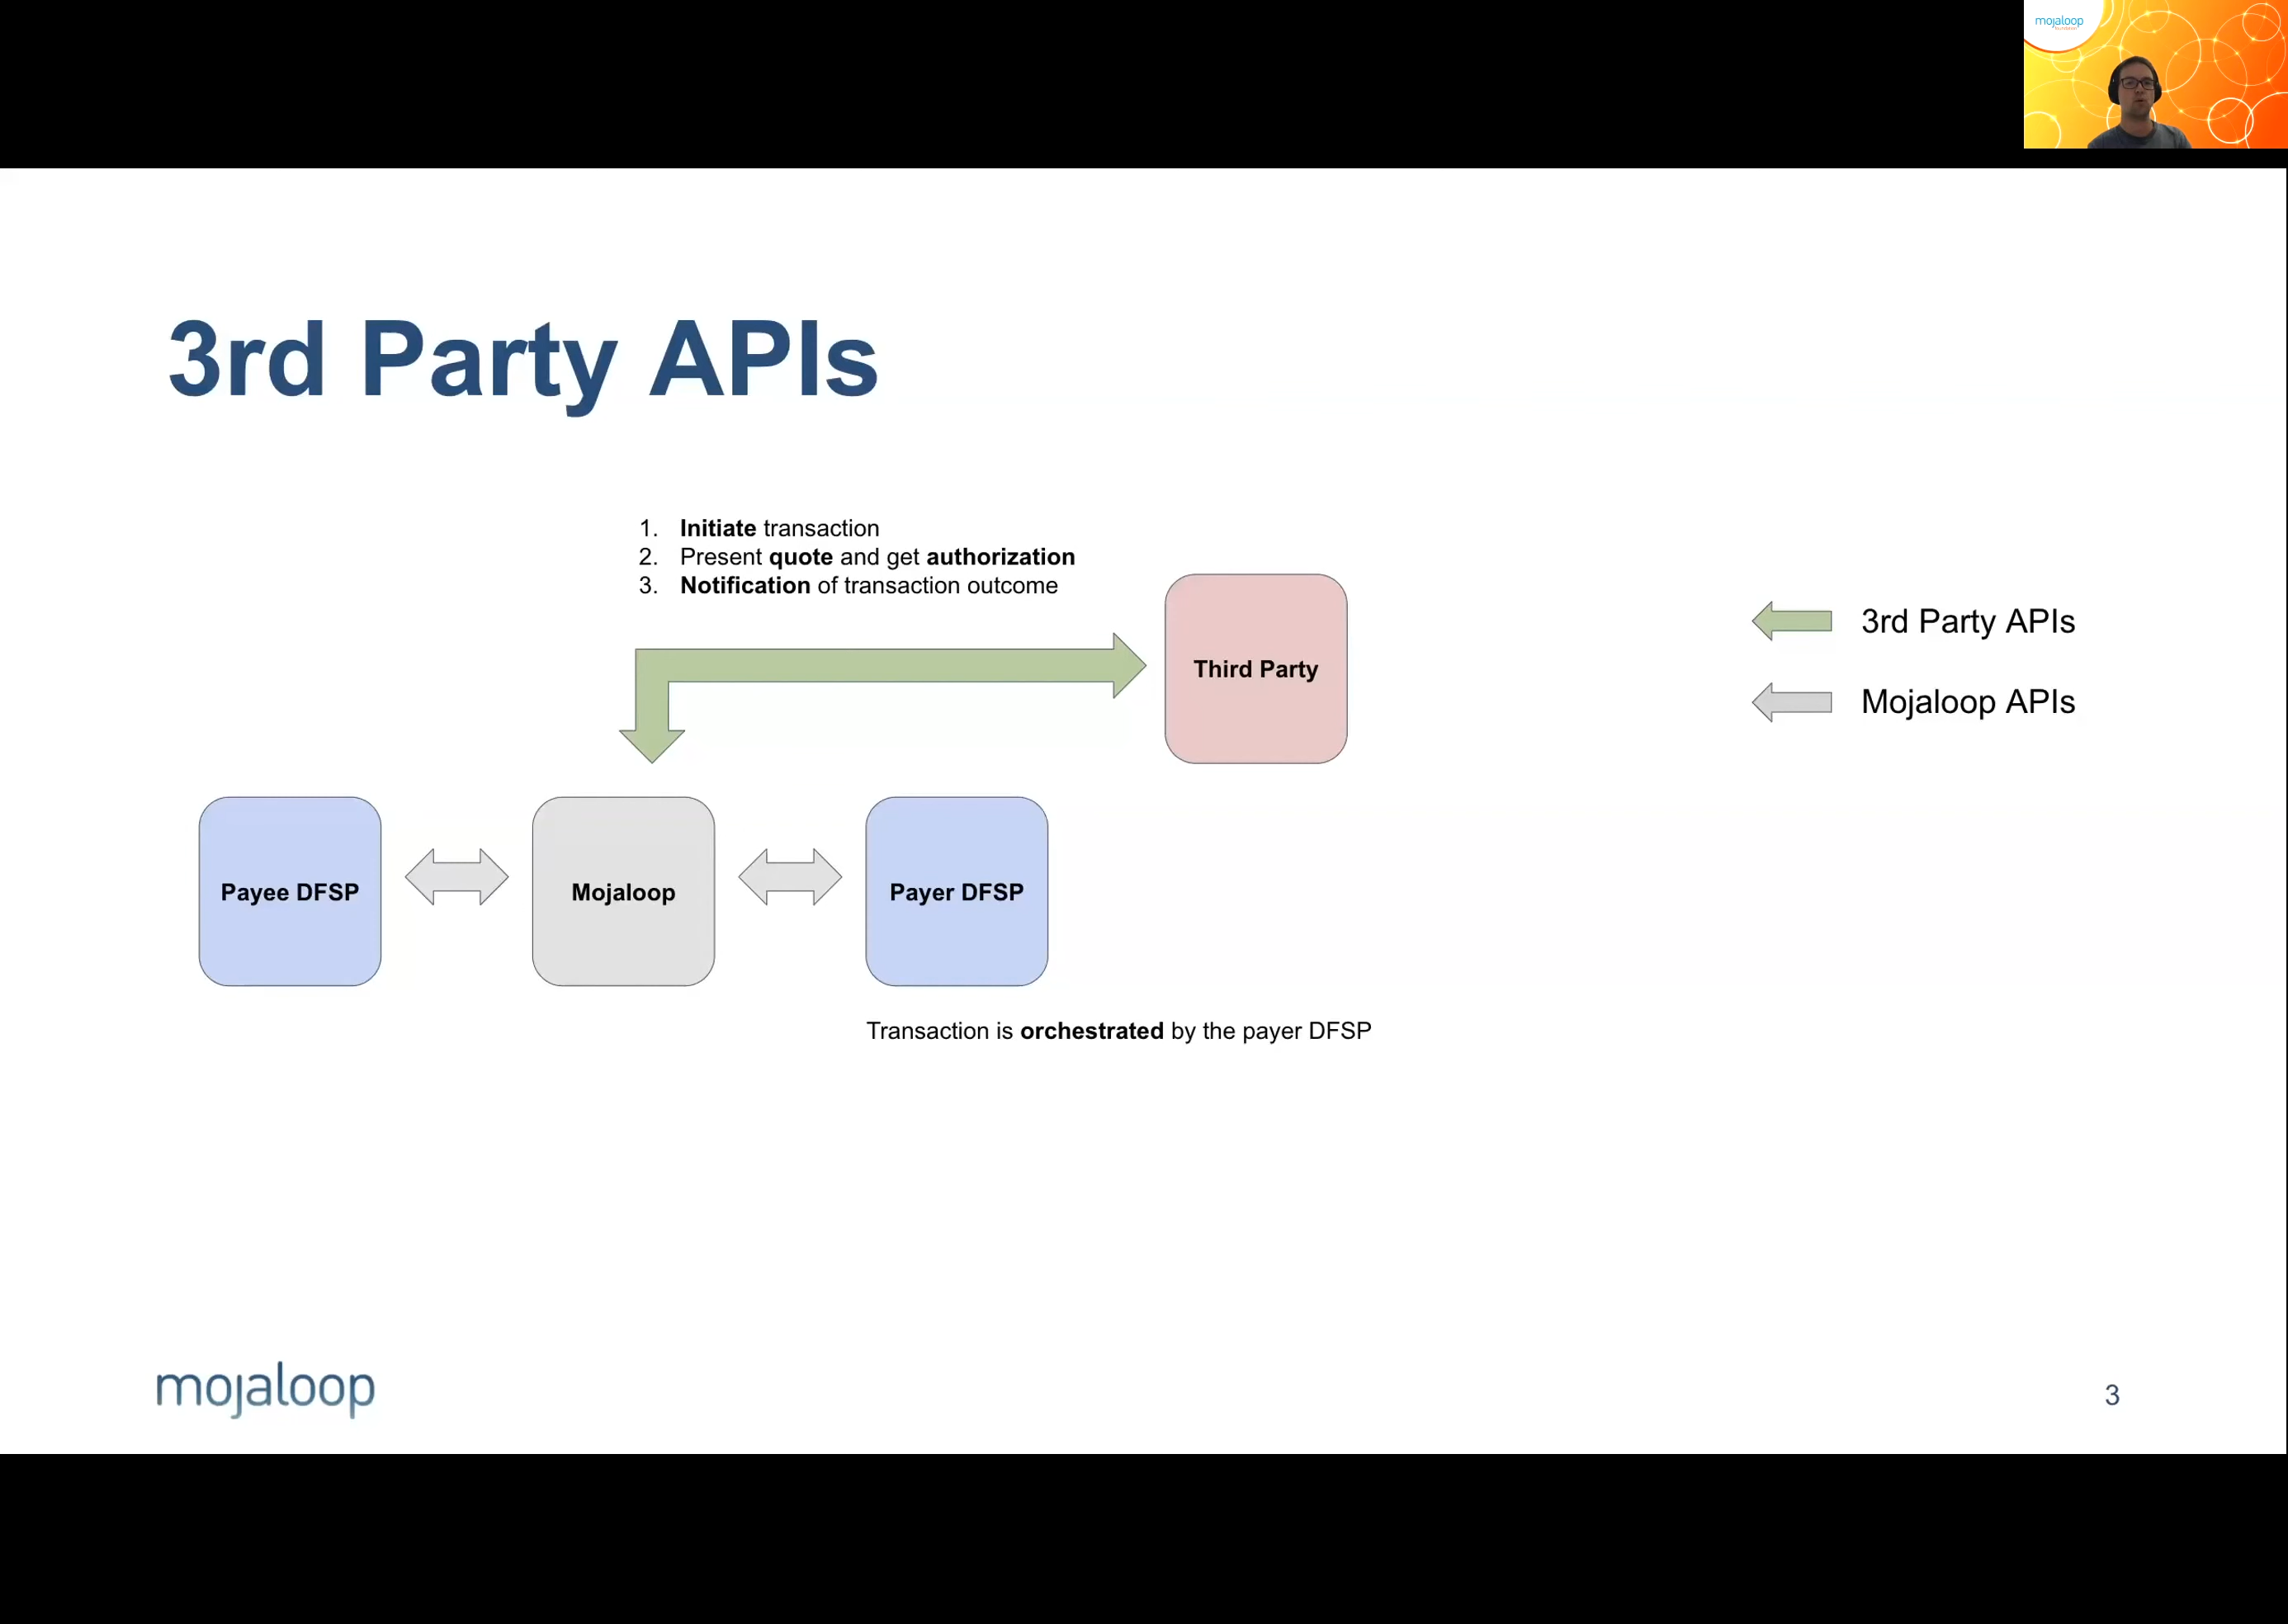 mojaloop
3rd Party APIs
1. Initiate transaction
2. Present quote and get authorization
3. Notification of transaction outcome
Third Party
3rd Party APIs
Mojaloop APIs
Payee DFSP
Mojaloop
Payer DFSP
Transaction is orchestrated by the payer DFSP
mojaloop
3